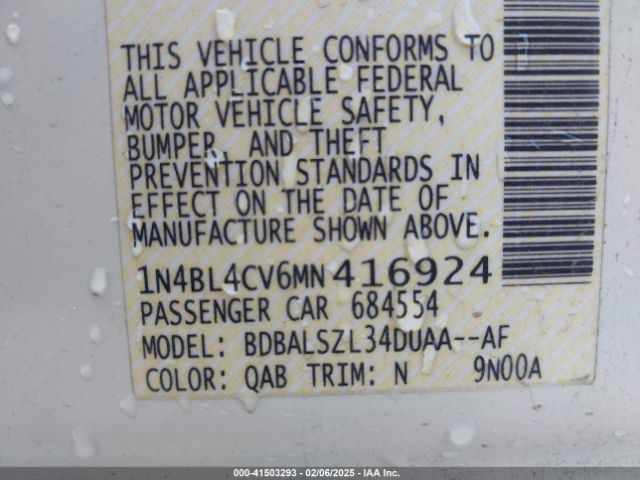 THIS VEHICLE CONFORMS TO
ALL APPLICABLE FEDERAL
MOTOR VEHICLE SAFETY,
BUMPER, AND THEFT
PREVENTION STANDARDS IN
EFFECT ON THE DATE OF
MANUFACTURE SHOWN ABOVE.
1N4BL4CV6MN 416924
PASSENGER CAR 684554
MODEL: BDBALSZL34DUAA--AF
COLOR: QAB TRIM: N 9N00A
000-41503293 - 02/06/2025 - IAA Inc.